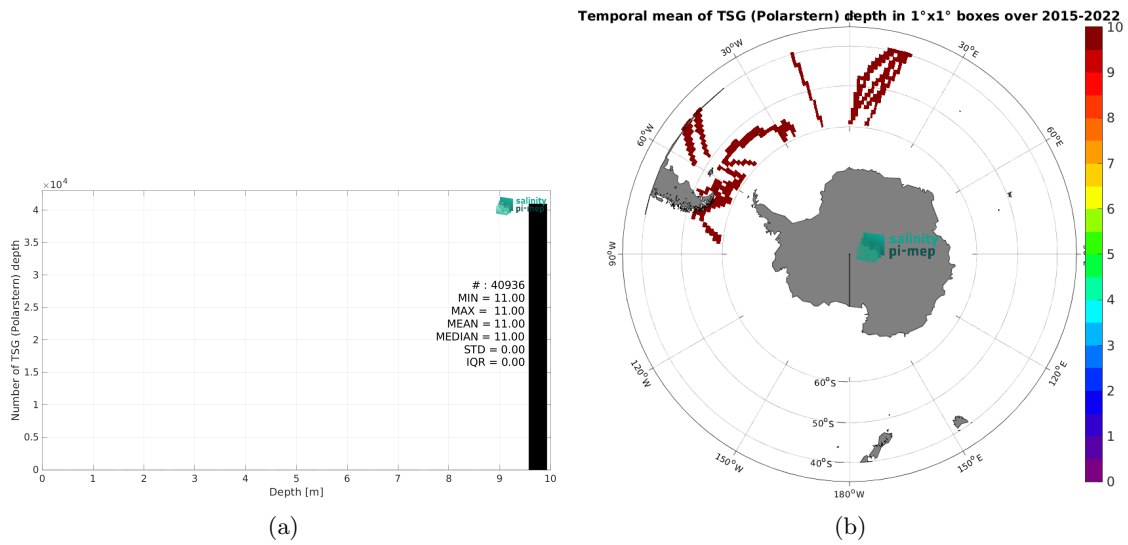 Temporal mean of TSG (Polarstern) depth in 1°x1° boxes over 2015-2022
×10⁴
4
3.5
3
2.5
2
1.5
1
0.5
0
Number of TSG (Polarstern) depth
salinity
pi-mep
# : 40936
MIN = 11.00
MAX = 11.00
MEAN = 11.00
MEDIAN = 11.00
STD = 0.00
IQR = 0.00
0 1 2 3 4 5 6 7 8 9 10
Depth [m]
(a)
30°W
30°E
60°W
60°E
90°W
120°W
120°E
150°W
150°E
180°W
60°S
50°S
40°S
salinity
pi-mep
10
9
8
7
6
5
4
3
2
1
0
(b)